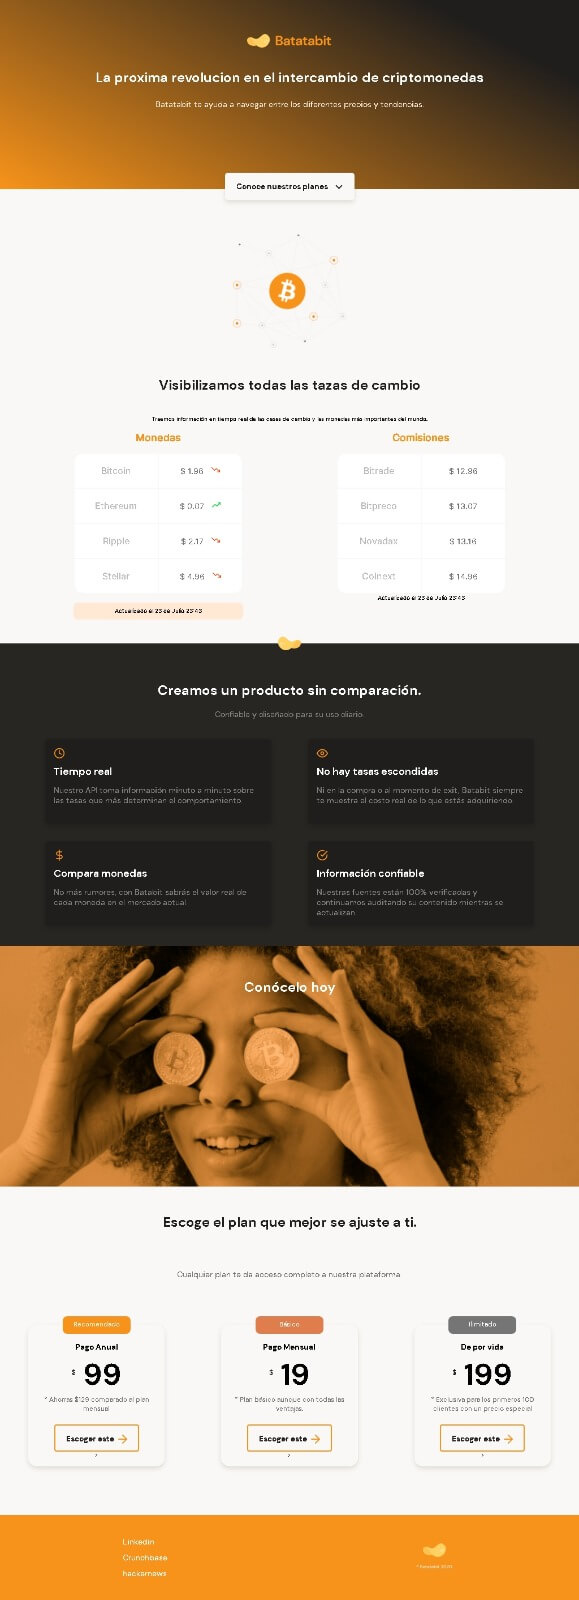 Batatabit
La proxima revolucion en el intercambio de criptomonedas
Batatabit te ayuda a navegar entre los diferentes precios y tendencias.
Conoce nuestros planes
Visibilizamos todas las tazas de cambio
Traemos información en tiempo real de las casas de cambio y las monedas más importantes del mundo.
Monedas
Bitcoin $ 1.96
Ethereum $ 0.07
Ripple $ 2.17
Stellar $ 4.96
Actualizado el 23 de Julio 23:43
Comisiones
Bitrade $ 12.96
Bitpreco $ 13.07
Novadax $ 13.16
Coinext $ 14.96
Actualizado el 23 de Julio 23:43
Creamos un producto sin comparación.
Confiable y diseñado para su uso diario.
Tiempo real
Nuestro API toma información minuto a minuto sobre
las tasas que más determinan el comportamiento.
No hay tasas escondidas
Ni en la compra o al momento de exit, Batabit siempre
te muestra el costo real de lo que estás adquiriendo.
Compara monedas
No más rumores, con Batabit sabrás el valor real de
cada moneda en el mercado actual.
Información confiable
Nuestras fuentes están 100% verificadas y
continuamos auditando su contenido mientras se
actualizan.
Conócelo hoy
Escoge el plan que mejor se ajuste a ti.
Cualquier plan te da acceso completo a nuestra plataforma.
Recomendado
Pago Anual
$ 99
* Ahorras $129 comparado al plan
mensual
Escoger este
>
Básico
Pago Mensual
$ 19
* Plan básico aunque con todas las
ventajas.
Escoger este
>
Ilimitado
De por vida
$ 199
* Exclusiva para los primeros 100
clientes con un precio especial
Escoger este
>
Linkedin
Crunchbase
hackernews